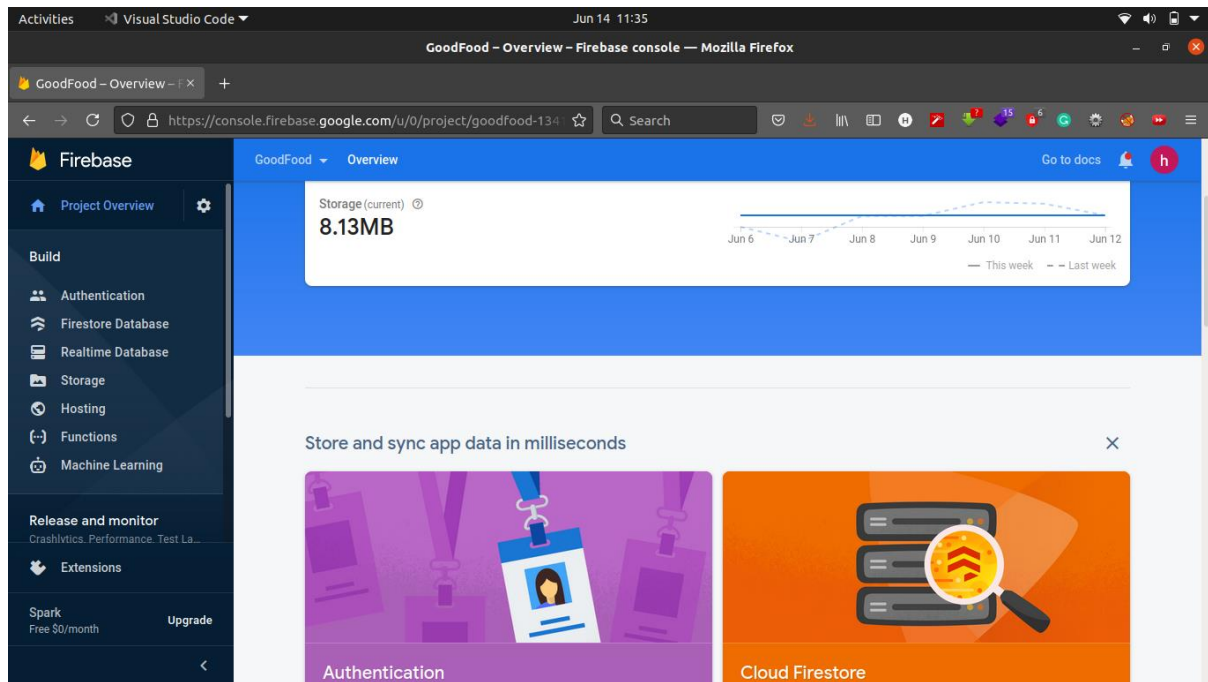 Activities Visual Studio Code Jun 14 11:35
GoodFood – Overview – Firebase console — Mozilla Firefox
GoodFood – Overview – F
https://console.firebase.google.com/u/0/project/goodfood-134 Search
7 15 6
Firebase
GoodFood Overview Go to docs h
Project Overview
Build
Authentication
Firestore Database
Realtime Database
Storage
Hosting
Functions
Machine Learning
Release and monitor
Crashlytics, Performance, Test La...
Extensions
Spark
Free $0/month
Upgrade
Storage (current)
8.13MB
Jun 6 Jun 7 Jun 8 Jun 9 Jun 10 Jun 11 Jun 12
This week Last week
Store and sync app data in milliseconds
Authentication
Cloud Firestore